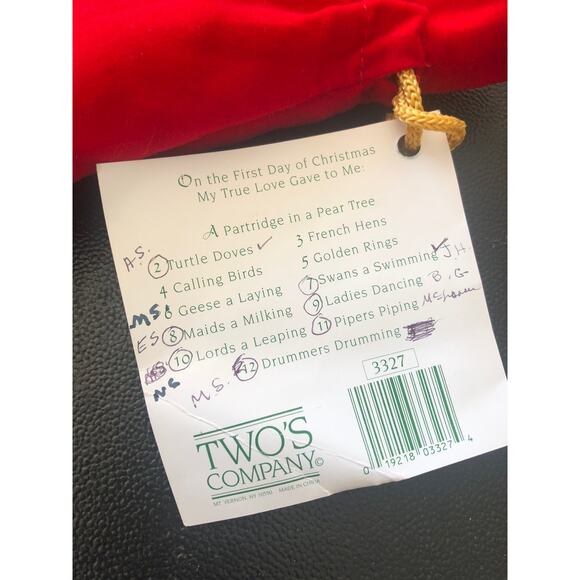 On the First Day of Christmas
My True Love Gave to Me:
A Partridge in a Pear Tree
A.S. 2 Turtle Doves ✓ 3 French Hens
4 Calling Birds 5 Golden Rings
MS 6 Geese a Laying 7 Swans a Swimming ✓ J.H.
ES 8 Maids a Milking 9 Ladies Dancing B.G
10 Lords a Leaping 11 Pipers Piping
NG M.S. 12 Drummers Drumming
3327
TWO'S
COMPANY©
MT. VERNON, NY 10550 MADE IN CHINA
0 19218 03327 4